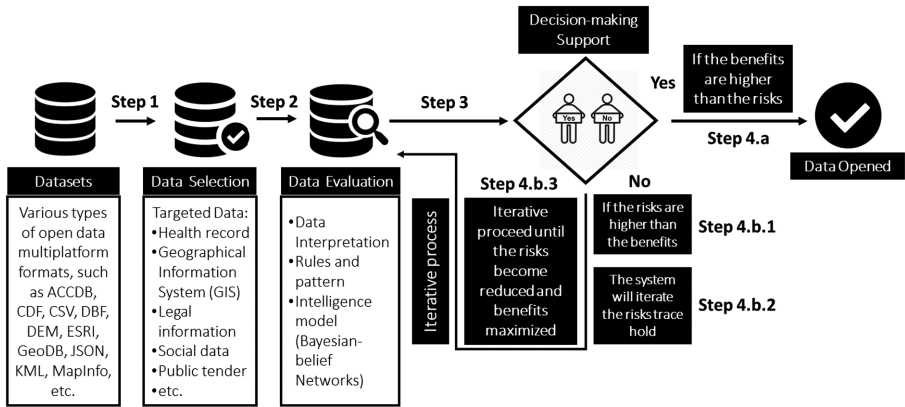 Decision-making
Support
Step 1
Step 2
Step 3
Yes
No
Yes
If the benefits
are higher
than the risks
Step 4.a
Data Opened
Datasets
Various types
of open data
multiplatform
formats, such
as ACCDB,
CDF, CSV, DBF,
DEM, ESRI,
GeoDB, JSON,
KML, MapInfo,
etc.
Data Selection
Targeted Data:
•Health record
•Geographical
Information
System (GIS)
•Legal
information
•Social data
•Public tender
•etc.
Data Evaluation
•Data
Interpretation
•Rules and
pattern
•Intelligence
model
(Bayesian-
belief
Networks)
Iterative process
Step 4.b.3
Iterative
proceed until
the risks
become
reduced and
benefits
maximized
No
If the risks are
higher than
the benefits
Step 4.b.1
The system
will iterate
the risks trace
hold
Step 4.b.2